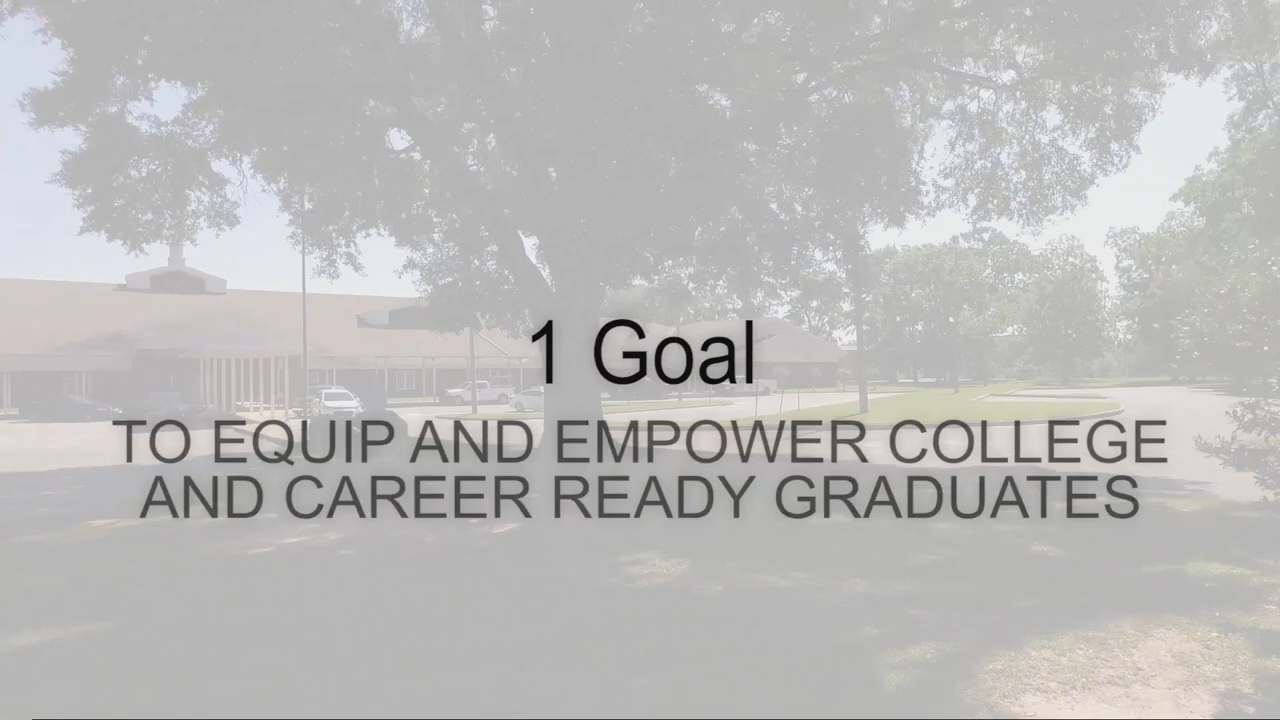 1 Goal
TO EQUIP AND EMPOWER COLLEGE
AND CAREER READY GRADUATES